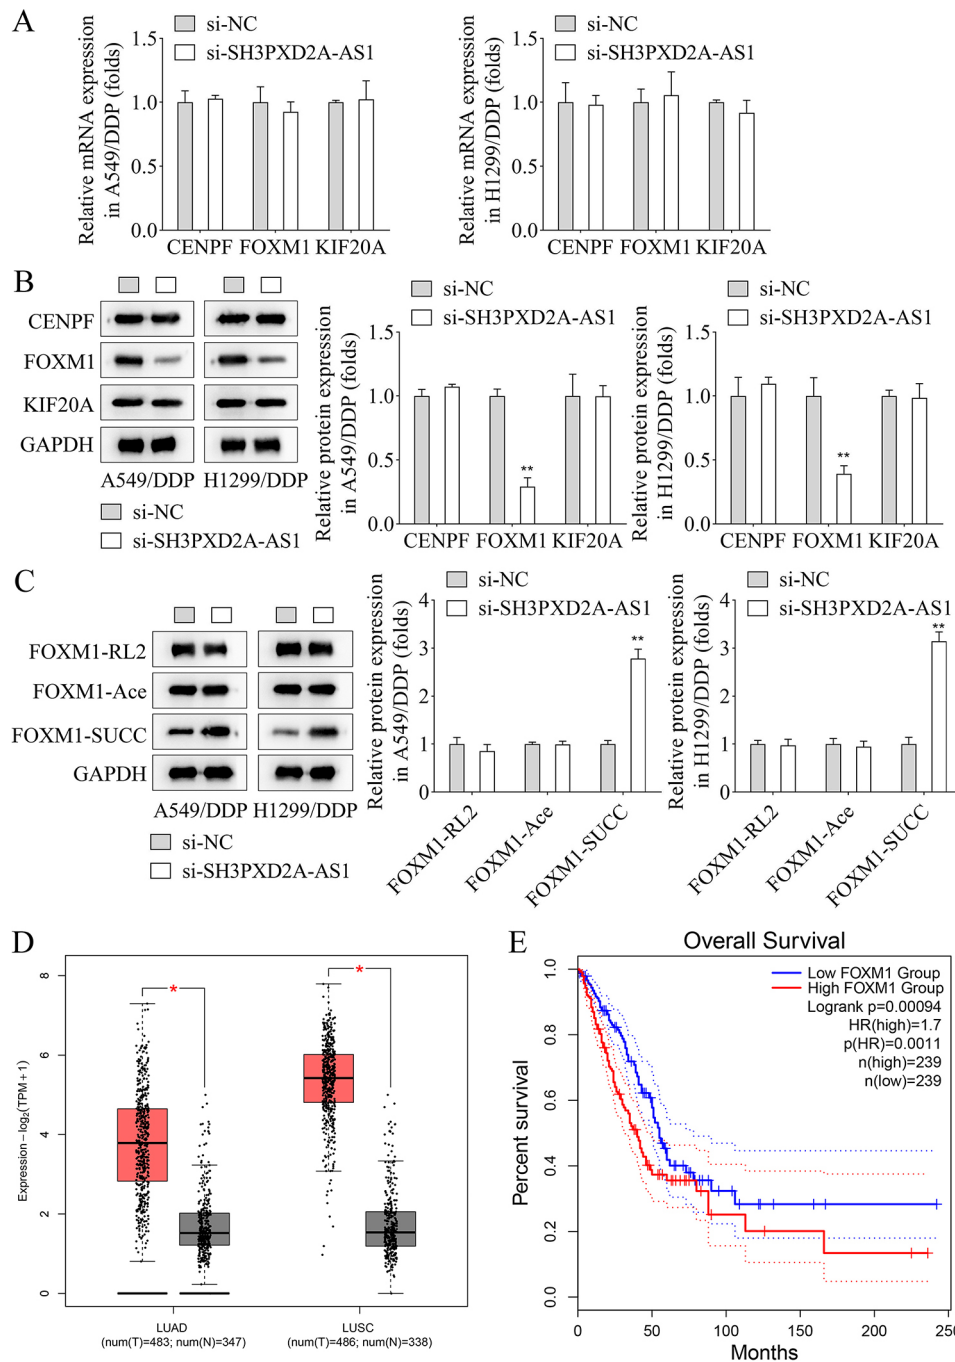 A
si-NC
si-SH3PXD2A-AS1
Relative mRNA expression
in A549/DDP (folds)
1.5
1.0
0.5
0.0
CENPF FOXM1 KIF20A
si-NC
si-SH3PXD2A-AS1
Relative mRNA expression
in H1299/DDP (folds)
1.5
1.0
0.5
0.0
CENPF FOXM1 KIF20A
B
CENPF
FOXM1
KIF20A
GAPDH
A549/DDP H1299/DDP
si-NC
si-SH3PXD2A-AS1
si-NC
si-SH3PXD2A-AS1
Relative protein expression
in A549/DDP (folds)
1.5
1.0
0.5
0.0
**
CENPF FOXM1 KIF20A
si-NC
si-SH3PXD2A-AS1
Relative protein expression
in H1299/DDP (folds)
1.5
1.0
0.5
0.0
**
CENPF FOXM1 KIF20A
C
FOXM1-RL2
FOXM1-Ace
FOXM1-SUCC
GAPDH
A549/DDP H1299/DDP
si-NC
si-SH3PXD2A-AS1
si-NC
si-SH3PXD2A-AS1
Relative protein expression
in A549/DDP (folds)
4
3
2
1
0
**
FOXM1-RL2
FOXM1-Ace
FOXM1-SUCC
si-NC
si-SH3PXD2A-AS1
Relative protein expression
in H1299/DDP (folds)
4
3
2
1
0
**
FOXM1-RL2
FOXM1-Ace
FOXM1-SUCC
D
Expression − log2(TPM + 1)
8
6
4
2
0
*
*
LUAD
(num(T)=483; num(N)=347)
LUSC
(num(T)=486; num(N)=338)
E
Overall Survival
Percent survival
1.0
0.8
0.6
0.4
0.2
0.0
Low FOXM1 Group
High FOXM1 Group
Logrank p=0.00094
HR(high)=1.7
p(HR)=0.0011
n(high)=239
n(low)=239
0 50 100 150 200 250
Months